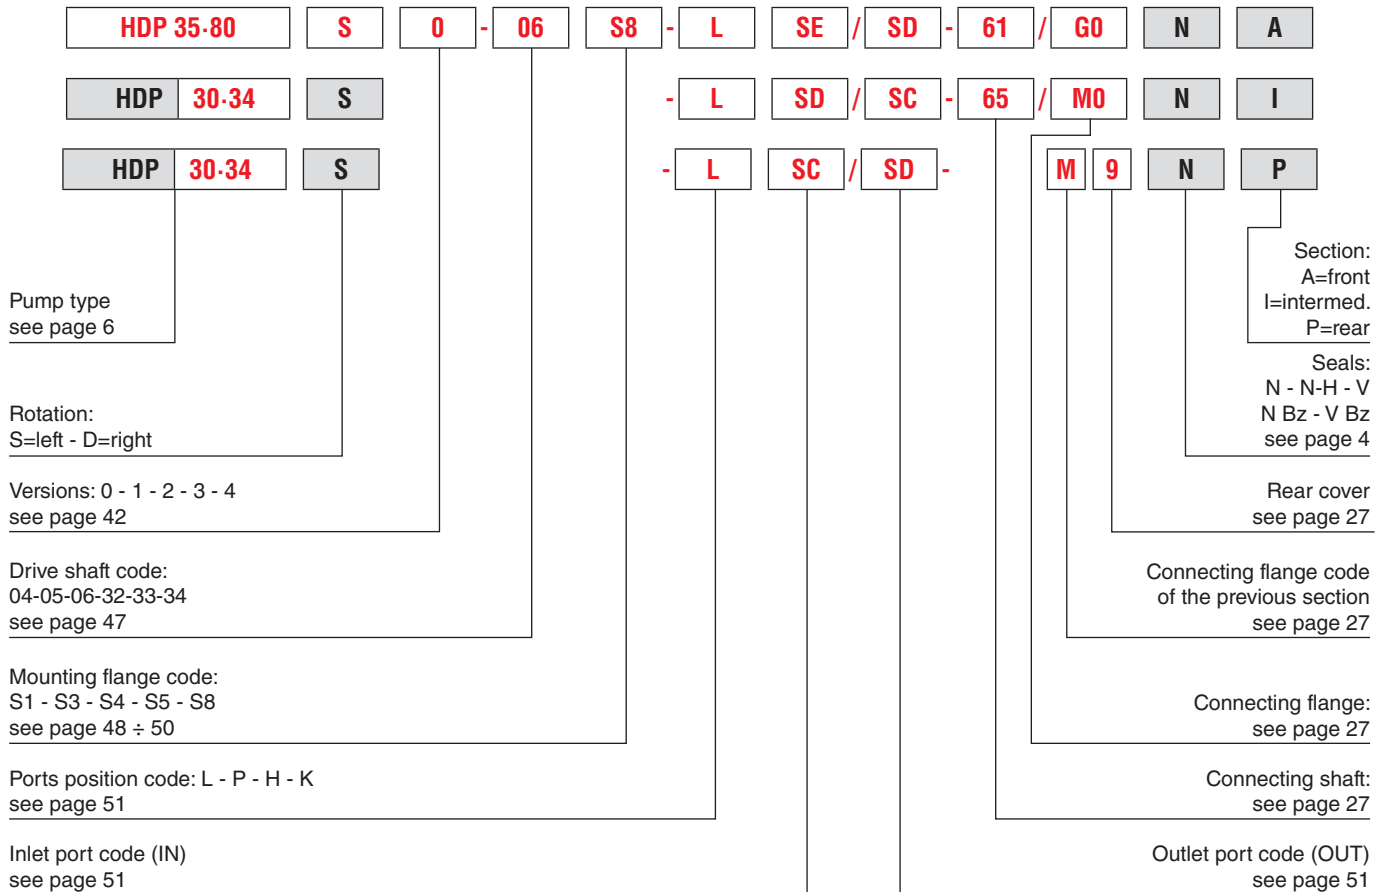 HDP 35·80 S 0 - 06 S8 - L SE / SD - 61 / G0 N A
HDP 30·34 S - L SD / SC - 65 / M0 N I
HDP 30·34 S - L SC / SD - M 9 N P
Section:
A=front
I=intermed.
P=rear
Pump type
see page 6
Seals:
N - N-H - V
N Bz - V Bz
see page 4
Rotation:
S=left - D=right
Versions: 0 - 1 - 2 - 3 - 4
see page 42
Rear cover
see page 27
Drive shaft code:
04-05-06-32-33-34
see page 47
Connecting flange code
of the previous section
see page 27
Mounting flange code:
S1 - S3 - S4 - S5 - S8
see page 48 ÷ 50
Connecting flange:
see page 27
Ports position code: L - P - H - K
see page 51
Connecting shaft:
see page 27
Inlet port code (IN)
see page 51
Outlet port code (OUT)
see page 51